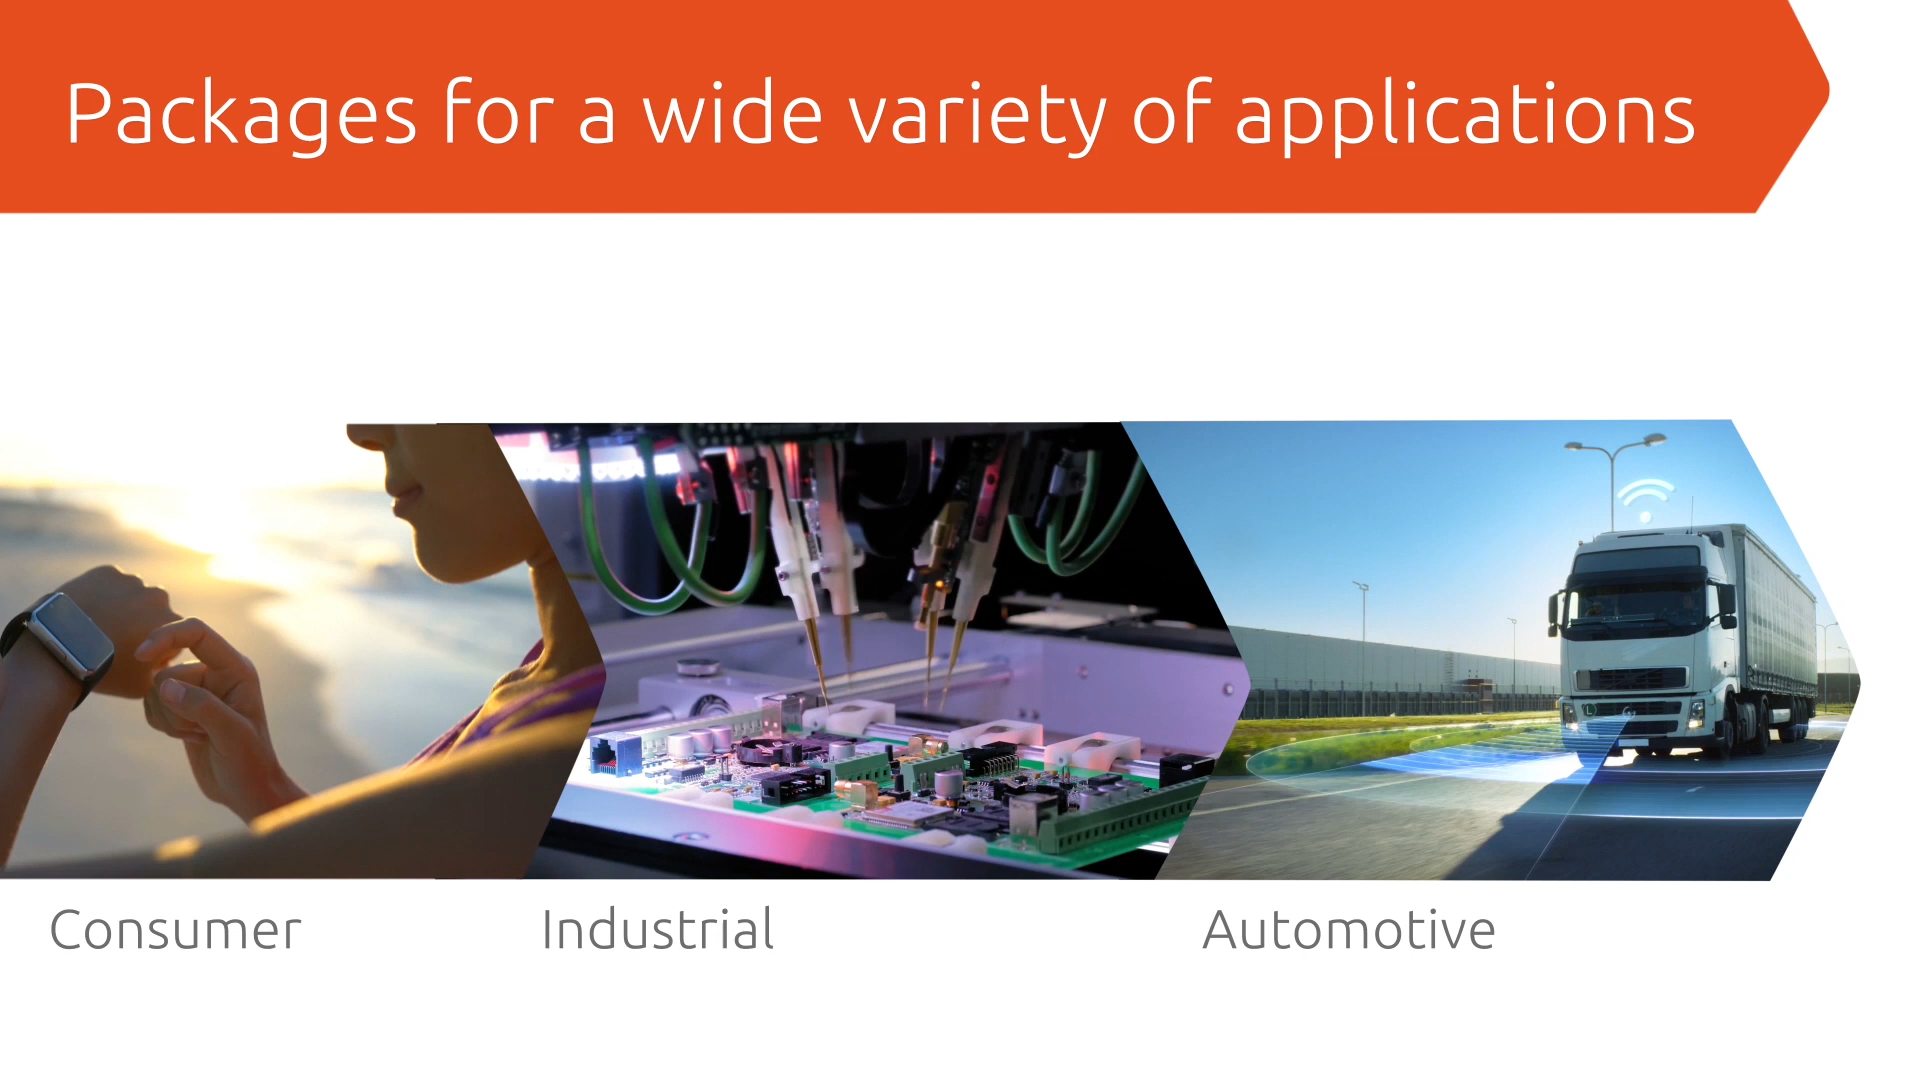 Packages for a wide variety of applications
Consumer
Industrial
Automotive